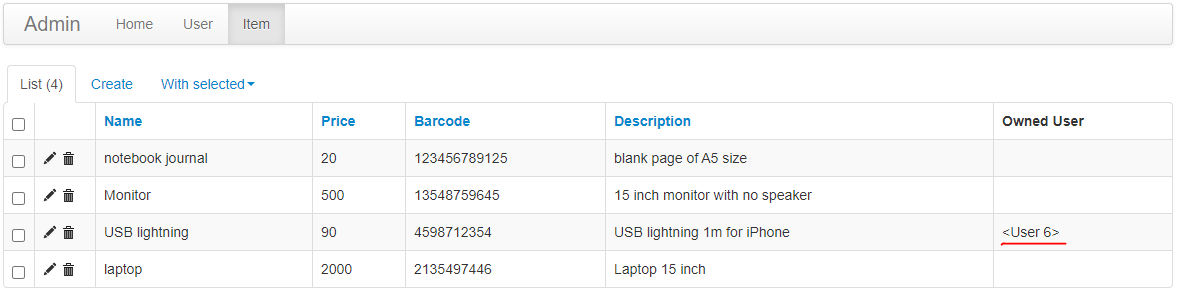 Admin Home User Item
List (4) Create With selected
Name Price Barcode Description Owned User
notebook journal 20 123456789125 blank page of A5 size
Monitor 500 13548759645 15 inch monitor with no speaker
USB lightning 90 4598712354 USB lightning 1m for iPhone <User 6>
laptop 2000 2135497446 Laptop 15 inch